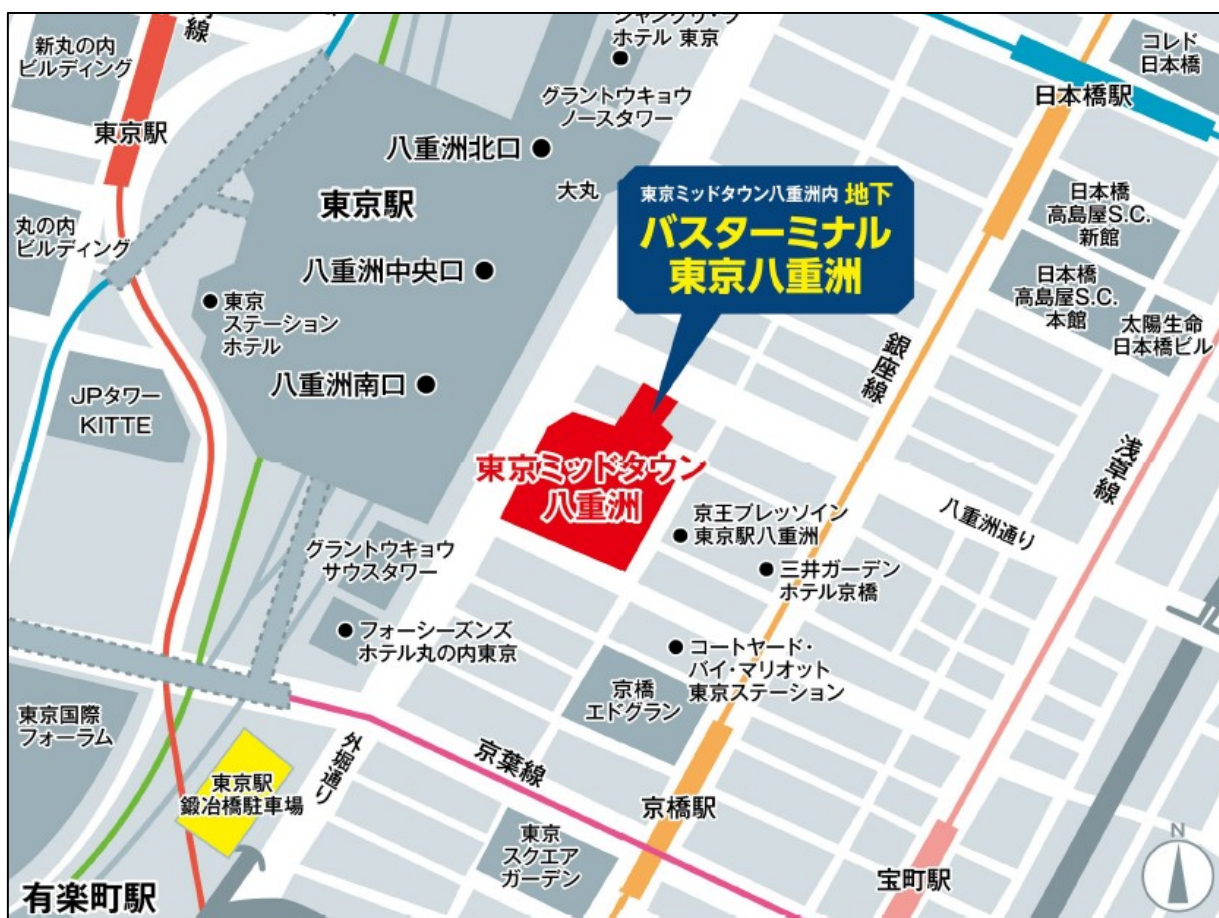 新丸の内
ビルディング
線
ホテル 東京
コレド
日本橋
グラントウキョウ
ノースタワー
日本橋駅
東京駅
八重洲北口
大丸
東京駅
東京ミッドタウン八重洲内 地下
バスターミナル
東京八重洲
日本橋
高島屋S.C.
新館
丸の内
ビルディング
八重洲中央口
日本橋
高島屋S.C.
本館
東京
ステーション
ホテル
太陽生命
日本橋ビル
銀座線
八重洲南口
JPタワー
KITTE
浅草線
東京ミッドタウン
八重洲
京王プレッソイン
東京駅八重洲
八重洲通り
グラントウキョウ
サウスタワー
三井ガーデン
ホテル京橋
フォーシーズンズ
ホテル丸の内東京
コートヤード・
バイ・マリオット
東京ステーション
京橋
エドグラン
東京国際
フォーラム
外堀通り
京葉線
東京駅
鍛冶橋駐車場
京橋駅
東京
スクエア
ガーデン
宝町駅
有楽町駅
N